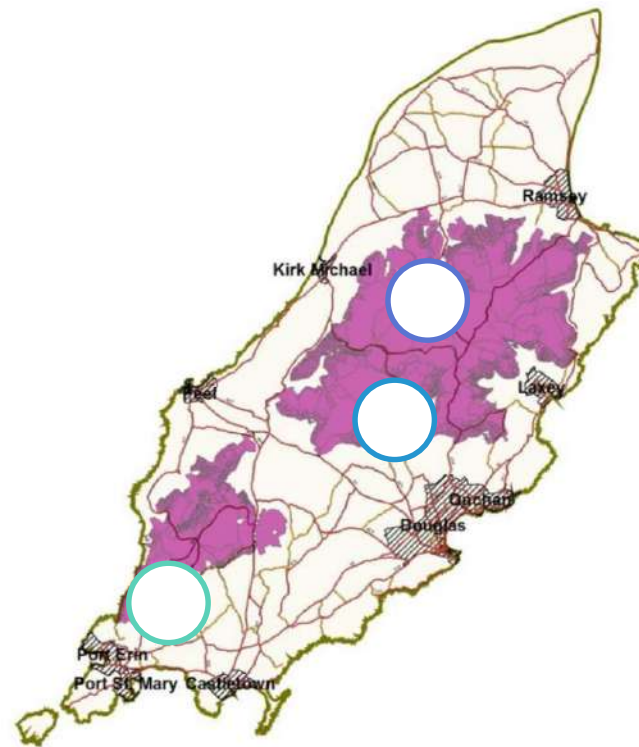 Ramsey
Kirk Michael
Peel
Laxey
Onchan
Douglas
Port Erin
Port St. Mary Castletown